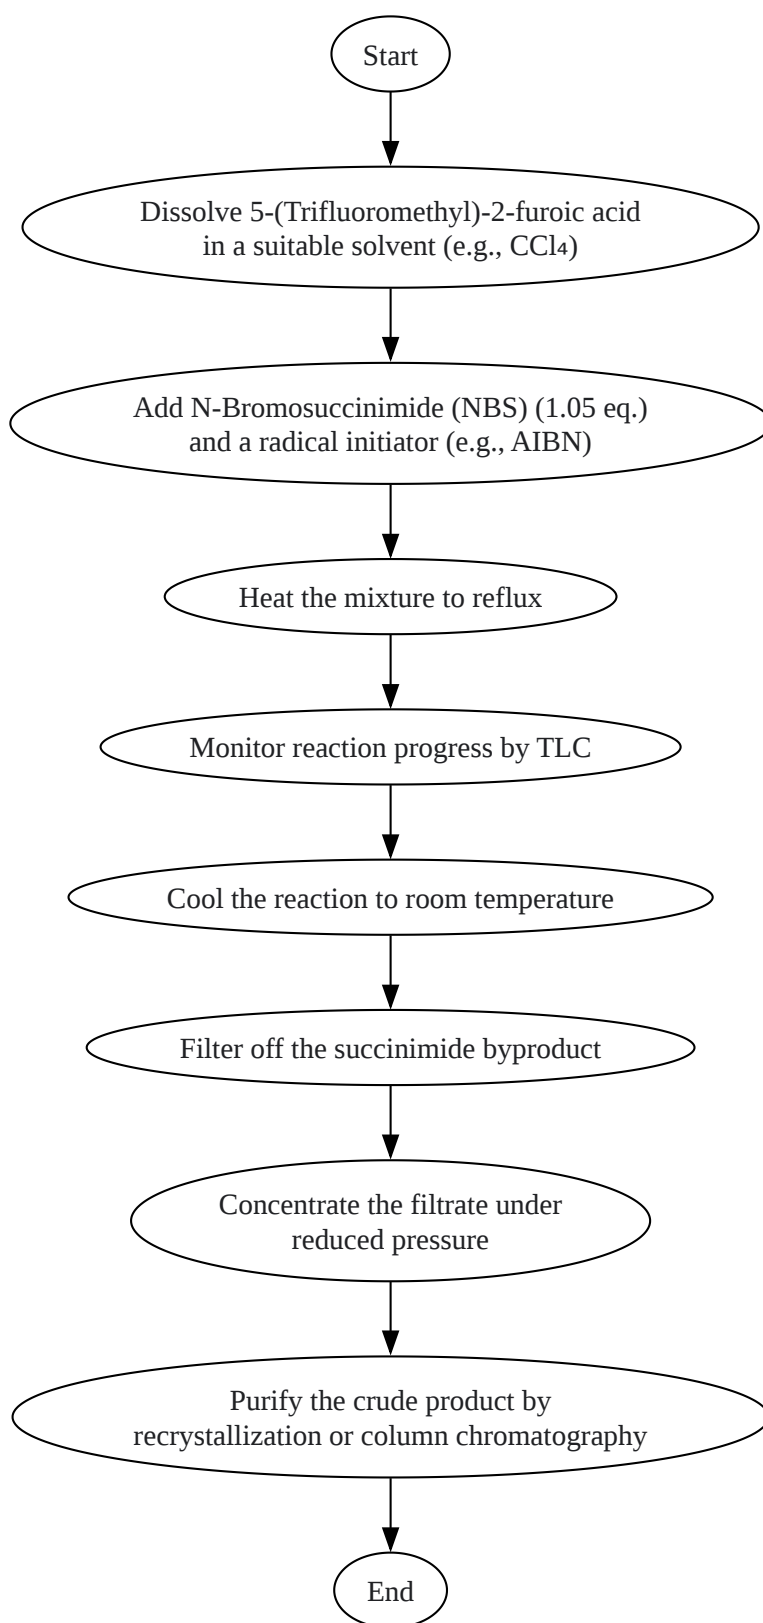 Start
Dissolve 5-(Trifluoromethyl)-2-furoic acid
in a suitable solvent (e.g., CCl₄)
Add N-Bromosuccinimide (NBS) (1.05 eq.)
and a radical initiator (e.g., AIBN)
Heat the mixture to reflux
Monitor reaction progress by TLC
Cool the reaction to room temperature
Filter off the succinimide byproduct
Concentrate the filtrate under
reduced pressure
Purify the crude product by
recrystallization or column chromatography
End